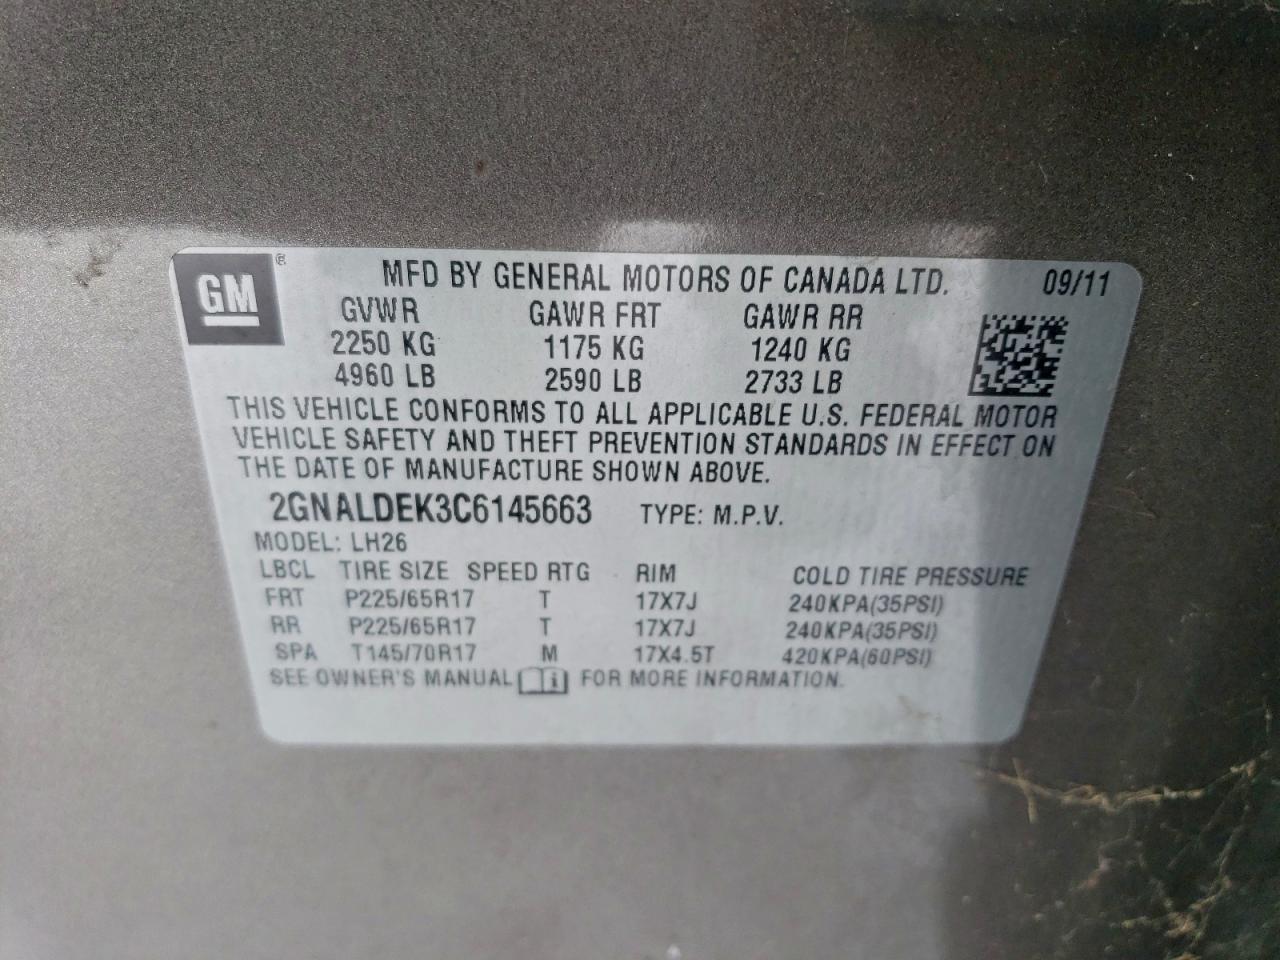 GM®
MFD BY GENERAL MOTORS OF CANADA LTD. 09/11
GVWR GAWR FRT GAWR RR
2250 KG 1175 KG 1240 KG
4960 LB 2590 LB 2733 LB
THIS VEHICLE CONFORMS TO ALL APPLICABLE U.S. FEDERAL MOTOR
VEHICLE SAFETY AND THEFT PREVENTION STANDARDS IN EFFECT ON
THE DATE OF MANUFACTURE SHOWN ABOVE.
2GNALDEK3C6145663 TYPE: M.P.V.
MODEL: LH26
LBCL TIRE SIZE SPEED RTG RIM COLD TIRE PRESSURE
FRT P225/65R17 T 17X7J 240KPA(35PSI)
RR P225/65R17 T 17X7J 240KPA(35PSI)
SPA T145/70R17 M 17X4.5T 420KPA(60PSI)
SEE OWNER'S MANUAL FOR MORE INFORMATION.